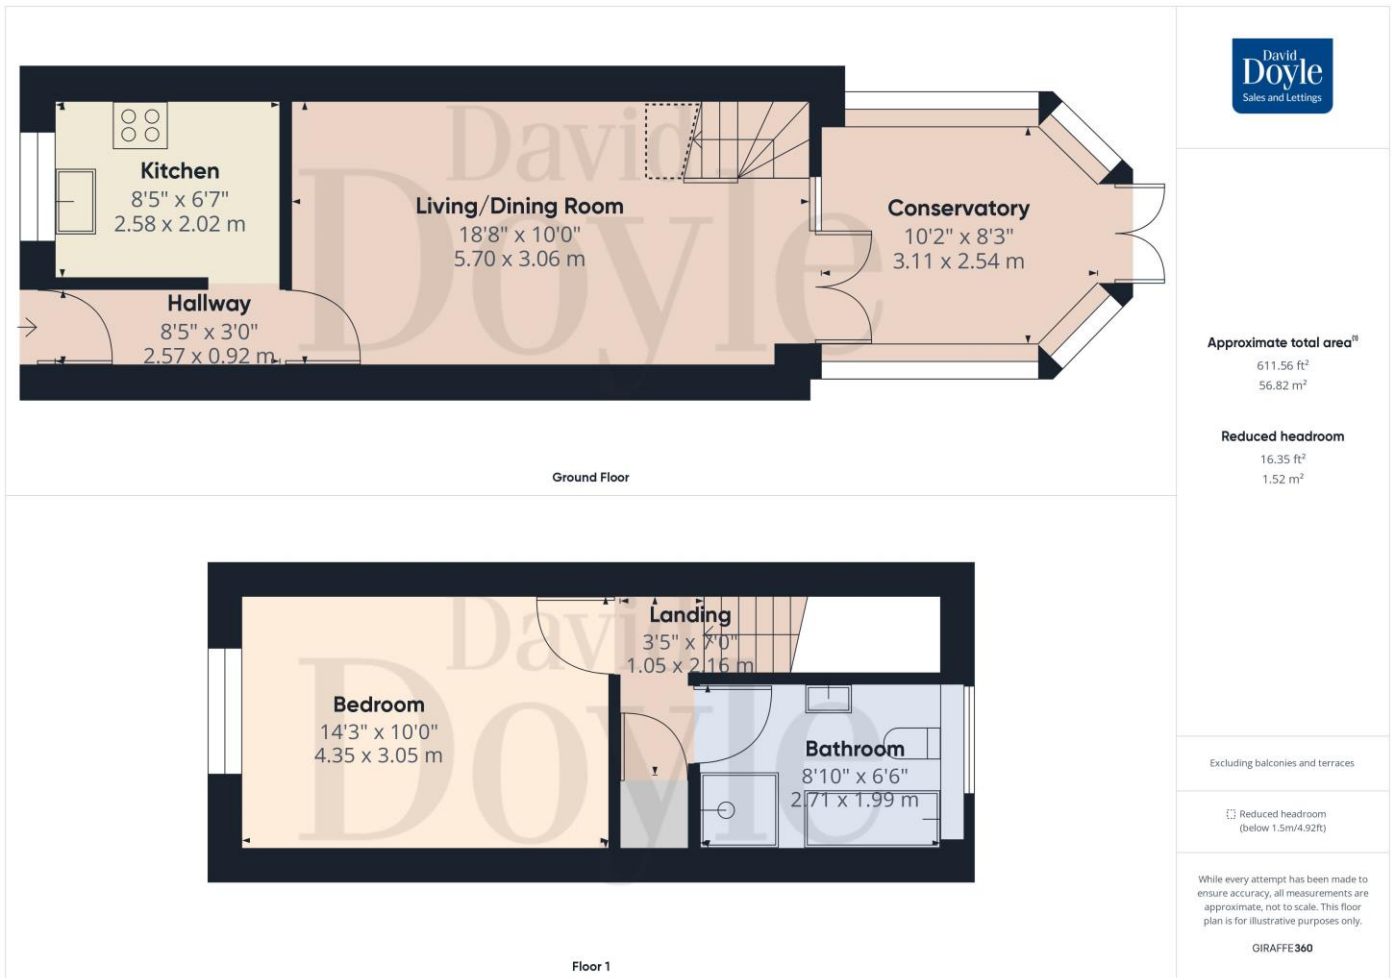 David
Doyle
Kitchen
8'5" x 6'7"
2.58 x 2.02 m
Living/Dining Room
18'8" x 10'0"
5.70 x 3.06 m
Conservatory
10'2" x 8'3"
3.11 x 2.54 m
Hallway
8'5" x 3'0"
2.57 x 0.92 m
Ground Floor
David
Doyle
Landing
3'5" x 7'0"
1.05 x 2.16 m
Bedroom
14'3" x 10'0"
4.35 x 3.05 m
Bathroom
8'10" x 6'6"
2.71 x 1.99 m
Floor 1
David
Doyle
Sales and Lettings
Approximate total area⁽¹⁾
611.56 ft²
56.82 m²
Reduced headroom
16.35 ft²
1.52 m²
Excluding balconies and terraces
Reduced headroom
(below 1.5m/4.92ft)
While every attempt has been made to
ensure accuracy, all measurements are
approximate, not to scale. This floor
plan is for illustrative purposes only.
GIRAFFE360